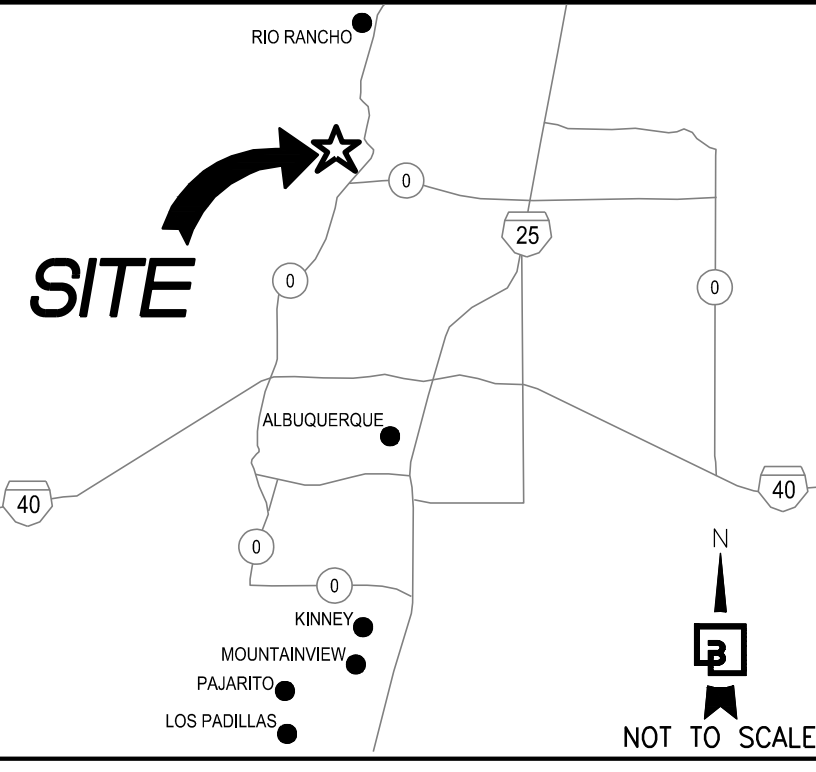 RIO RANCHO
0
25
SITE
0
0
ALBUQUERQUE
40
40
0
N
0
KINNEY
MOUNTAINVIEW
B
PAJARITO
LOS PADILLAS
NOT TO SCALE